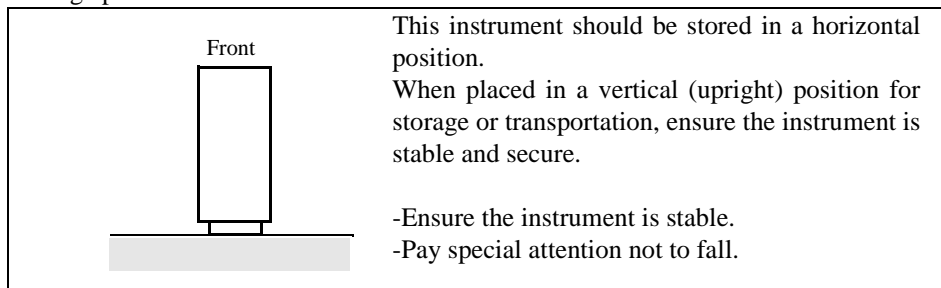 Front
This instrument should be stored in a horizontal
position.
When placed in a vertical (upright) position for
storage or transportation, ensure the instrument is
stable and secure.
-Ensure the instrument is stable.
-Pay special attention not to fall.